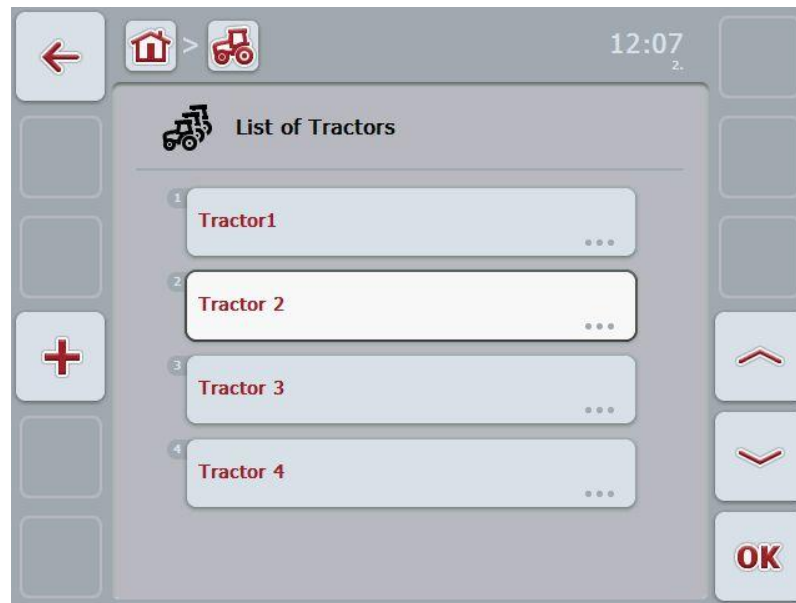 >
12:07
2.
List of Tractors
1
Tractor1
...
2
Tractor 2
...
3
Tractor 3
...
4
Tractor 4
...
OK